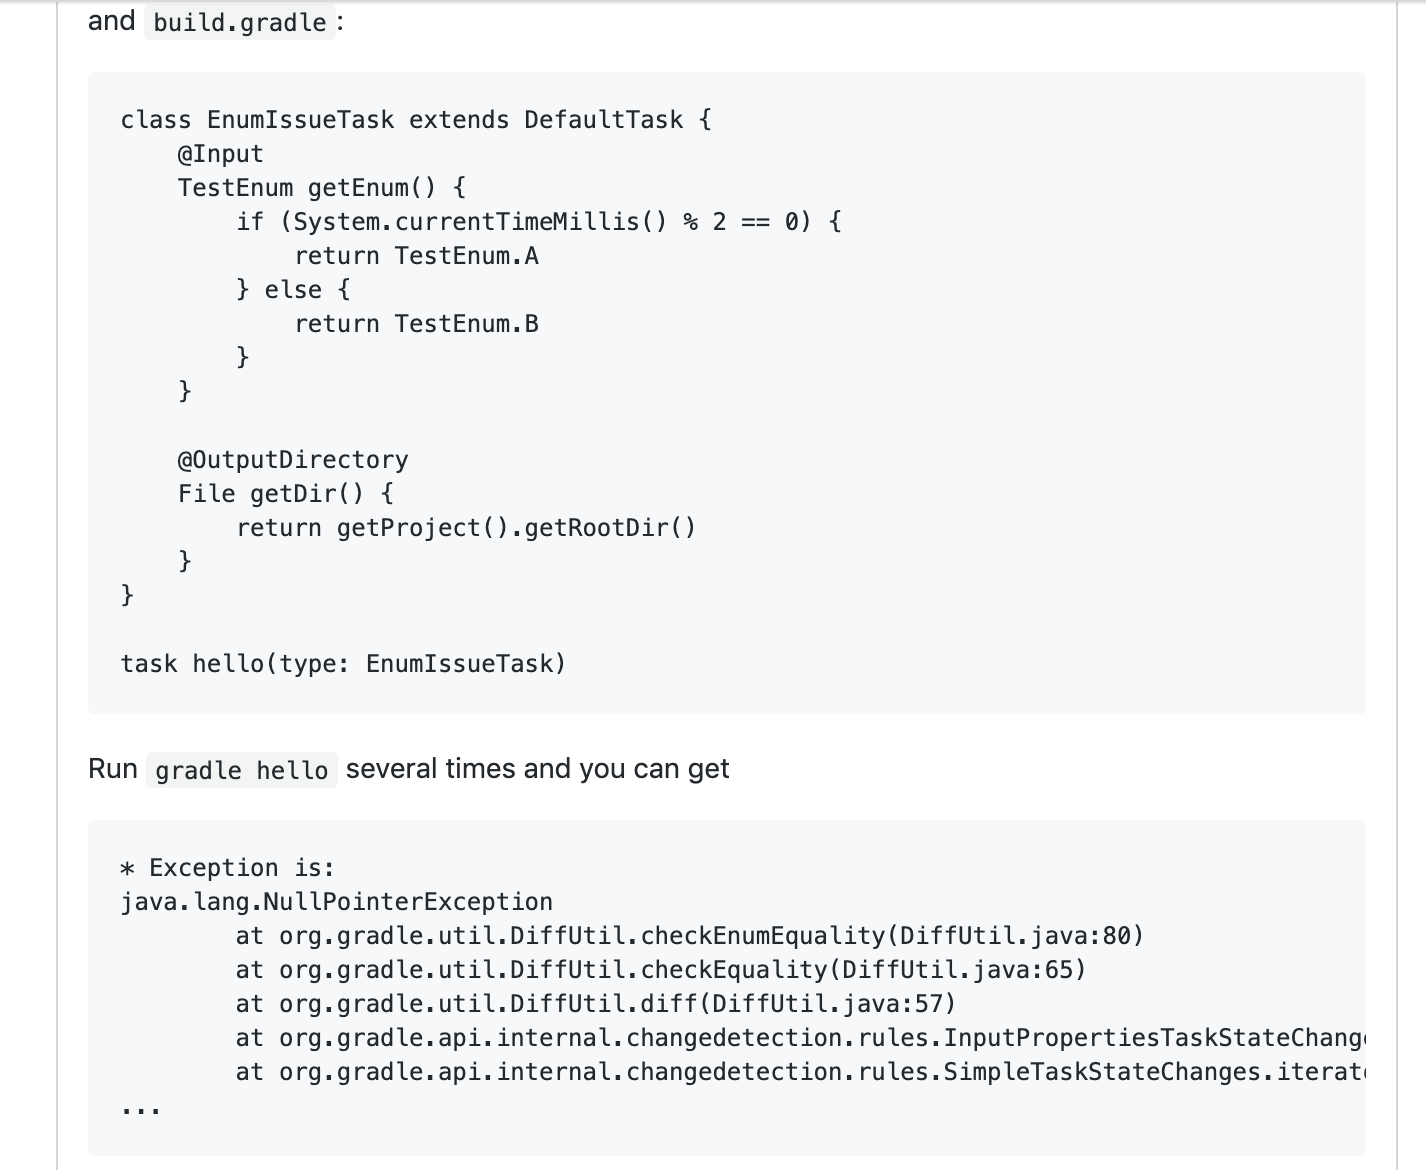 and build.gradle :
class EnumIssueTask extends DefaultTask {
    @Input
    TestEnum getEnum() {
        if (System.currentTimeMillis() % 2 == 0) {
            return TestEnum.A
        } else {
            return TestEnum.B
        }
    }

    @OutputDirectory
    File getDir() {
        return getProject().getRootDir()
    }
}

task hello(type: EnumIssueTask)
Run gradle hello several times and you can get
* Exception is:
java.lang.NullPointerException
        at org.gradle.util.DiffUtil.checkEnumEquality(DiffUtil.java:80)
        at org.gradle.util.DiffUtil.checkEquality(DiffUtil.java:65)
        at org.gradle.util.DiffUtil.diff(DiffUtil.java:57)
        at org.gradle.api.internal.changedetection.rules.InputPropertiesTaskStateChang
        at org.gradle.api.internal.changedetection.rules.SimpleTaskStateChanges.iterat
...